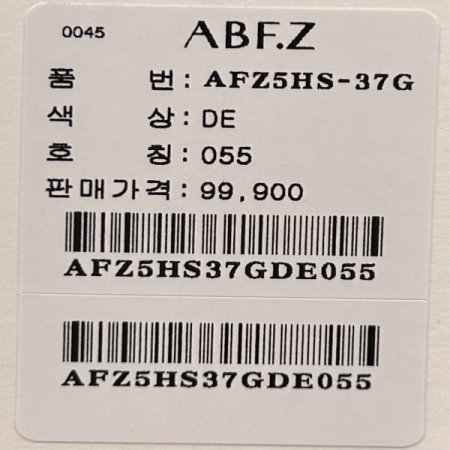 0045 ABF.Z
품 번 : AFZ5HS-37G
색 상 : DE
호 칭 : 055
판매가격 : 99,900
AFZ5HS37GDE055
AFZ5HS37GDE055